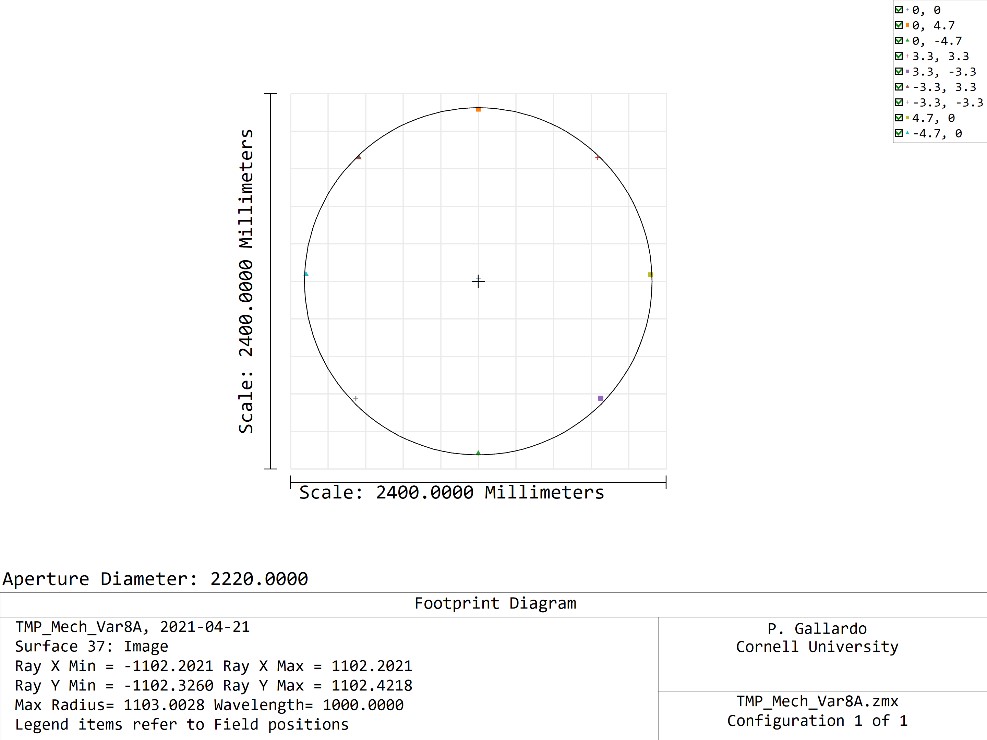 0, 0
0, 4.7
0, -4.7
3.3, 3.3
3.3, -3.3
-3.3, 3.3
-3.3, -3.3
4.7, 0
-4.7, 0
Scale: 2400.0000 Millimeters
Scale: 2400.0000 Millimeters
Aperture Diameter: 2220.0000
Footprint Diagram
TMP_Mech_Var8A, 2021-04-21
Surface 37: Image
Ray X Min = -1102.2021 Ray X Max = 1102.2021
Ray Y Min = -1102.3260 Ray Y Max = 1102.4218
Max Radius= 1103.0028 Wavelength= 1000.0000
Legend items refer to Field positions
P. Gallardo
Cornell University
TMP_Mech_Var8A.zmx
Configuration 1 of 1